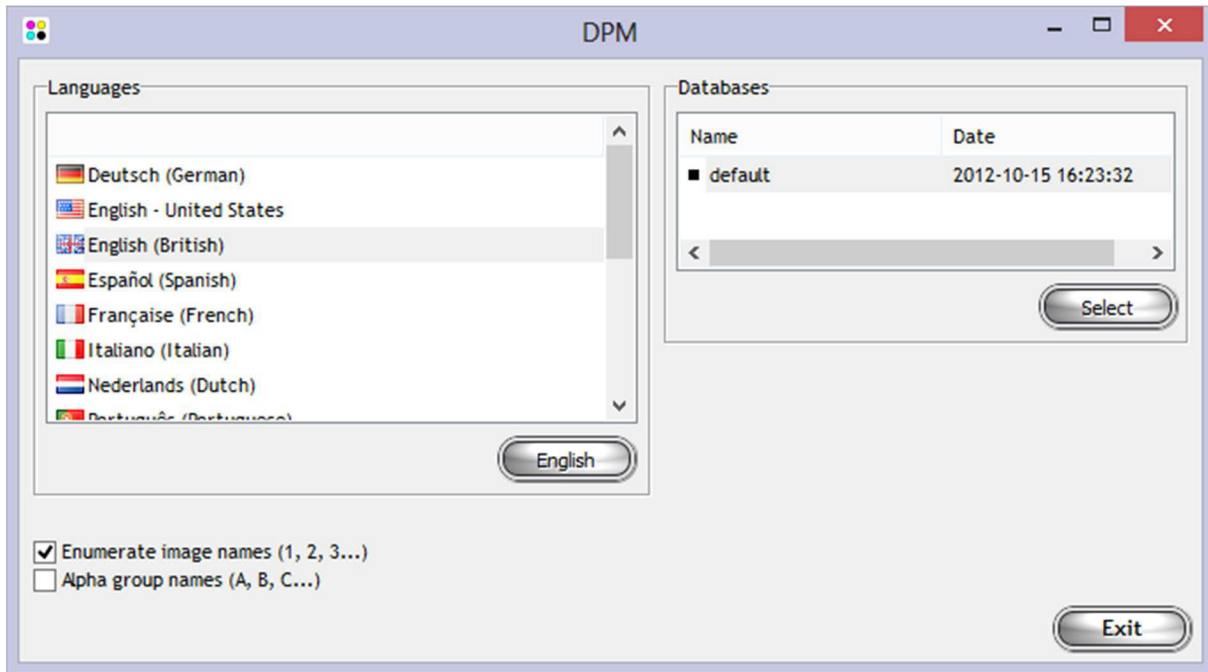 DPM
Languages
Deutsch (German)
English - United States
English (British)
Español (Spanish)
Française (French)
Italiano (Italian)
Nederlands (Dutch)
Português (Portuguese)
English
Databases
Name Date
default 2012-10-15 16:23:32
Select
Enumerate image names (1, 2, 3...)
Alpha group names (A, B, C...)
Exit